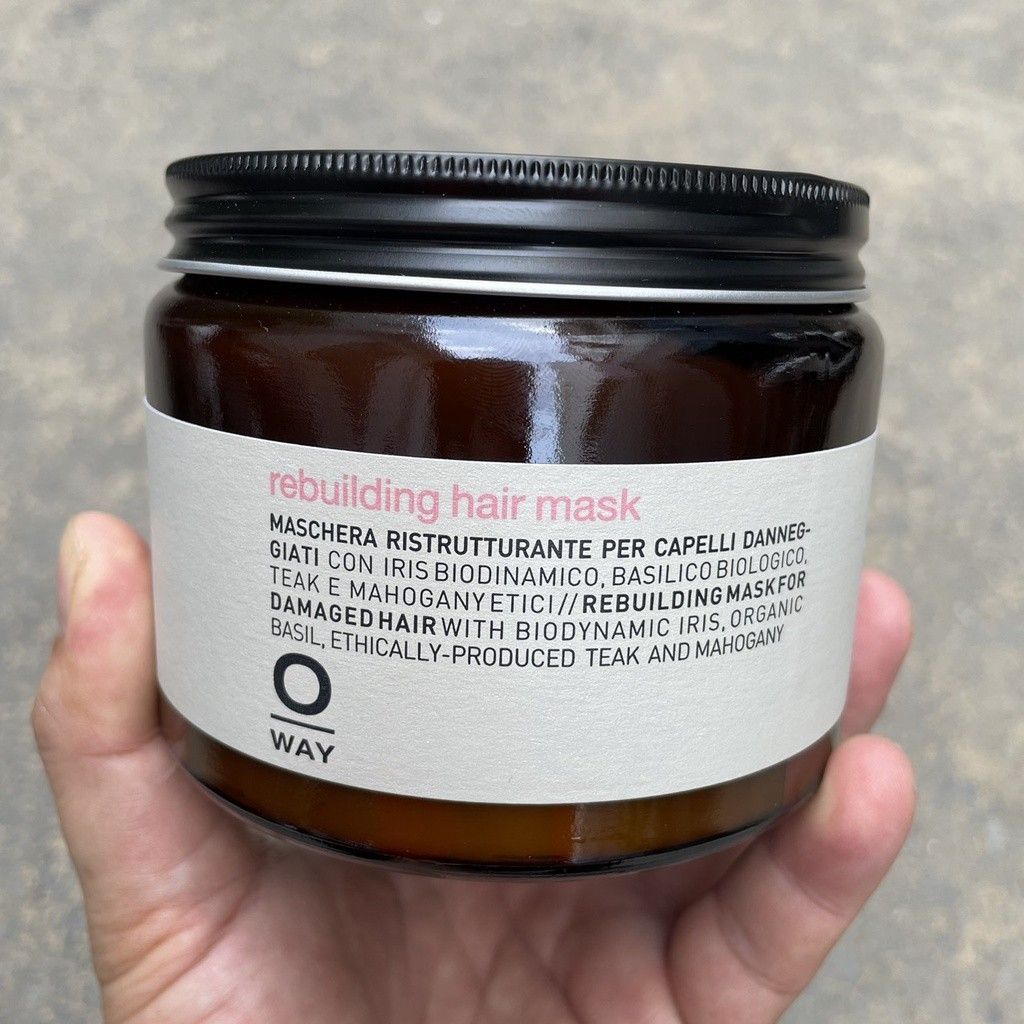 rebuilding hair mask
MASCHERA RISTRUTTURANTE PER CAPELLI DANNEG-
GIATI CON IRIS BIODINAMICO, BASILICO BIOLOGICO,
TEAK E MAHOGANY ETICI // REBUILDING MASK FOR
DAMAGED HAIR WITH BIODYNAMIC IRIS, ORGANIC
BASIL, ETHICALLY-PRODUCED TEAK AND MAHOGANY
O
WAY